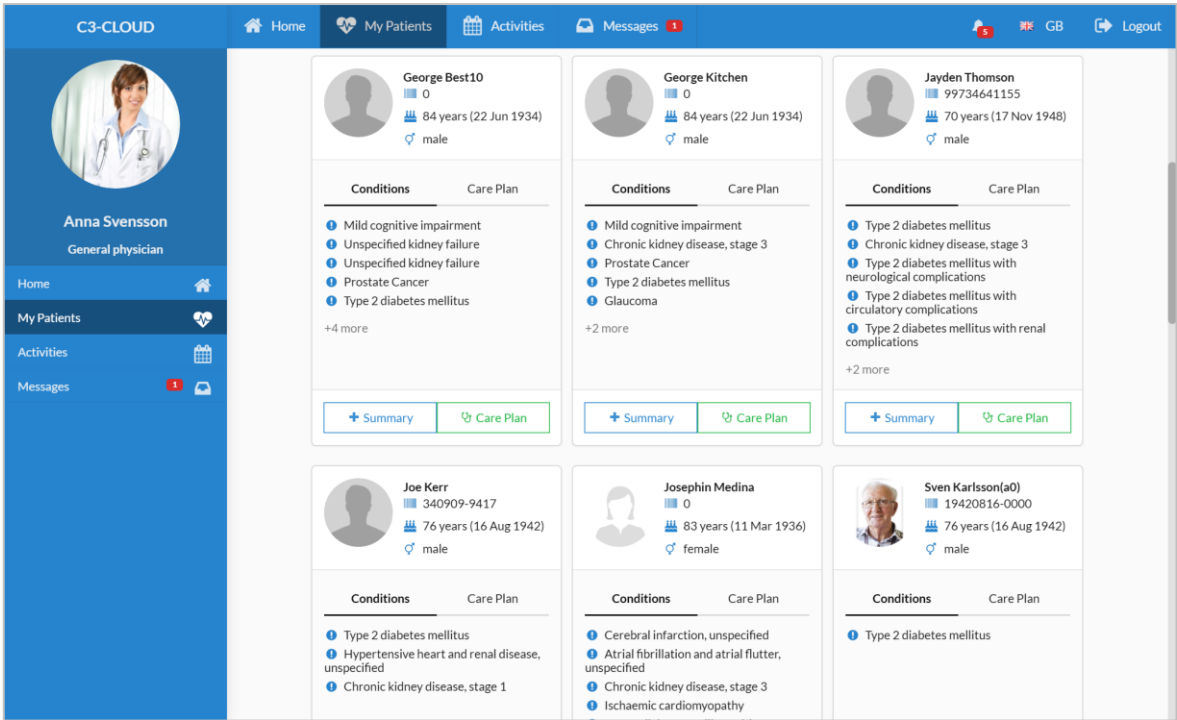 C3-CLOUD
Home
My Patients
Activities
Messages 1
5
GB
Logout
Anna Svensson
General physician
Home
My Patients
Activities
Messages 1
George Best10
0
84 years (22 Jun 1934)
male
Conditions Care Plan
Mild cognitive impairment
Unspecified kidney failure
Unspecified kidney failure
Prostate Cancer
Type 2 diabetes mellitus
+4 more
Summary Care Plan
George Kitchen
0
84 years (22 Jun 1934)
male
Conditions Care Plan
Mild cognitive impairment
Chronic kidney disease, stage 3
Prostate Cancer
Type 2 diabetes mellitus
Glaucoma
+2 more
Summary Care Plan
Jayden Thomson
99734641155
70 years (17 Nov 1948)
male
Conditions Care Plan
Type 2 diabetes mellitus
Chronic kidney disease, stage 3
Type 2 diabetes mellitus with
neurological complications
Type 2 diabetes mellitus with
circulatory complications
Type 2 diabetes mellitus with renal
complications
+2 more
Summary Care Plan
Joe Kerr
340909-9417
76 years (16 Aug 1942)
male
Conditions Care Plan
Type 2 diabetes mellitus
Hypertensive heart and renal disease,
unspecified
Chronic kidney disease, stage 1
Josephin Medina
0
83 years (11 Mar 1936)
female
Conditions Care Plan
Cerebral infarction, unspecified
Atrial fibrillation and atrial flutter,
unspecified
Chronic kidney disease, stage 3
Ischaemic cardiomyopathy
Sven Karlsson(a0)
19420816-0000
76 years (16 Aug 1942)
male
Conditions Care Plan
Type 2 diabetes mellitus